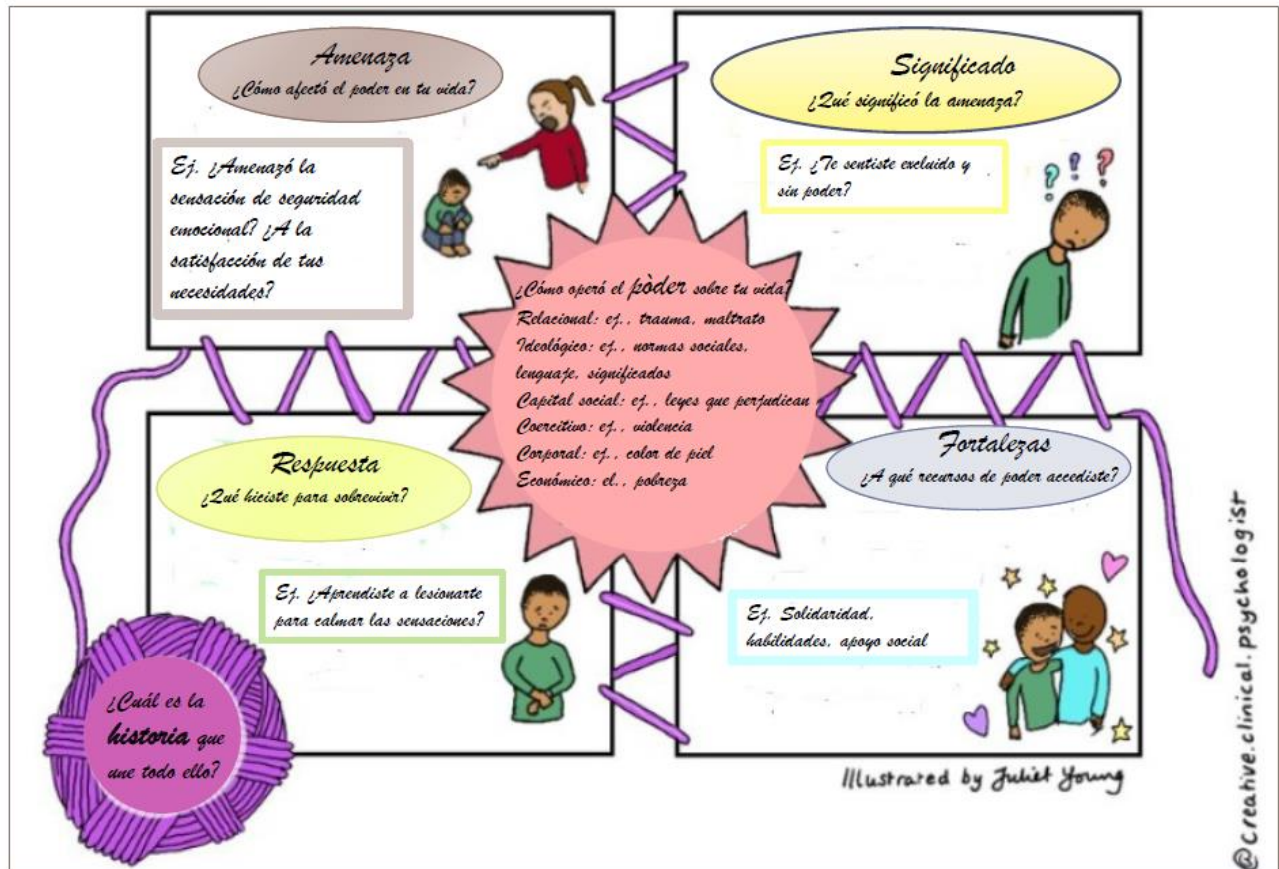 Amenaza
¿Cómo afectó el poder en tu vida?
Ej. ¿Amenazó la
sensación de seguridad
emocional? ¿A la
satisfacción de tus
necesidades?
Significado
¿Qué significó la amenaza?
Ej. ¿Te sentiste excluido y
sin poder?
¿Cómo operó el pòder sobre tu vida?
Relacional: ej., trauma, maltrato
Ideológico: ej., normas sociales,
lenguaje, significados
Capital social: ej., leyes que perjudican
Coercitivo: ej., violencia
Corporal: ej., color de piel
Económico: el., pobreza
Respuesta
¿Qué hiciste para sobrevivir?
Ej. ¿Aprendiste a lesionarte
para calmar las sensaciones?
Fortalezas
¿A qué recursos de poder accediste?
Ej. Solidaridad,
habilidades, apoyo social
¿Cuál es la
historia que
une todo ello?
Illustrated by Juliet Young
@creative.clinical.psychologist